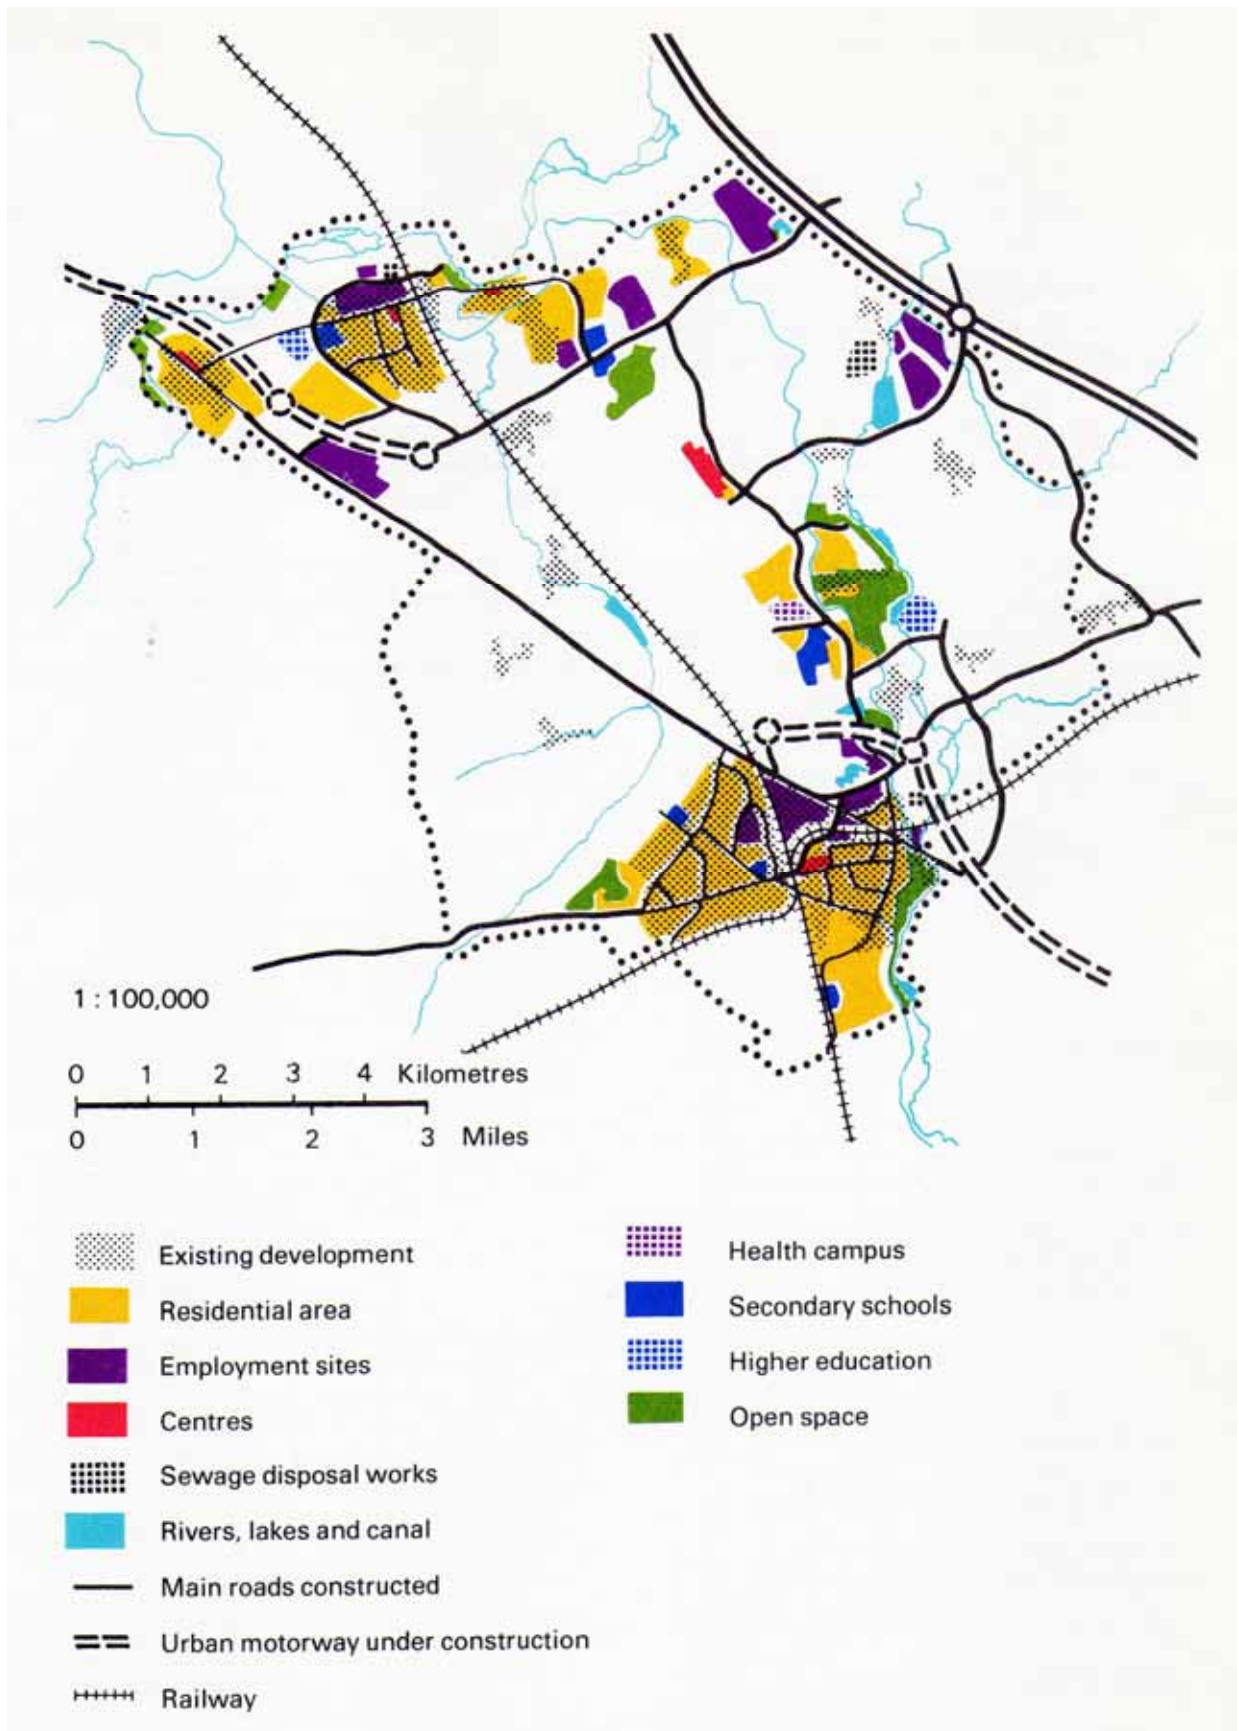 1 : 100,000
0 1 2 3 4 Kilometres
0 1 2 3 Miles
Existing development
Residential area
Employment sites
Centres
Sewage disposal works
Rivers, lakes and canal
Main roads constructed
Urban motorway under construction
Railway
Health campus
Secondary schools
Higher education
Open space